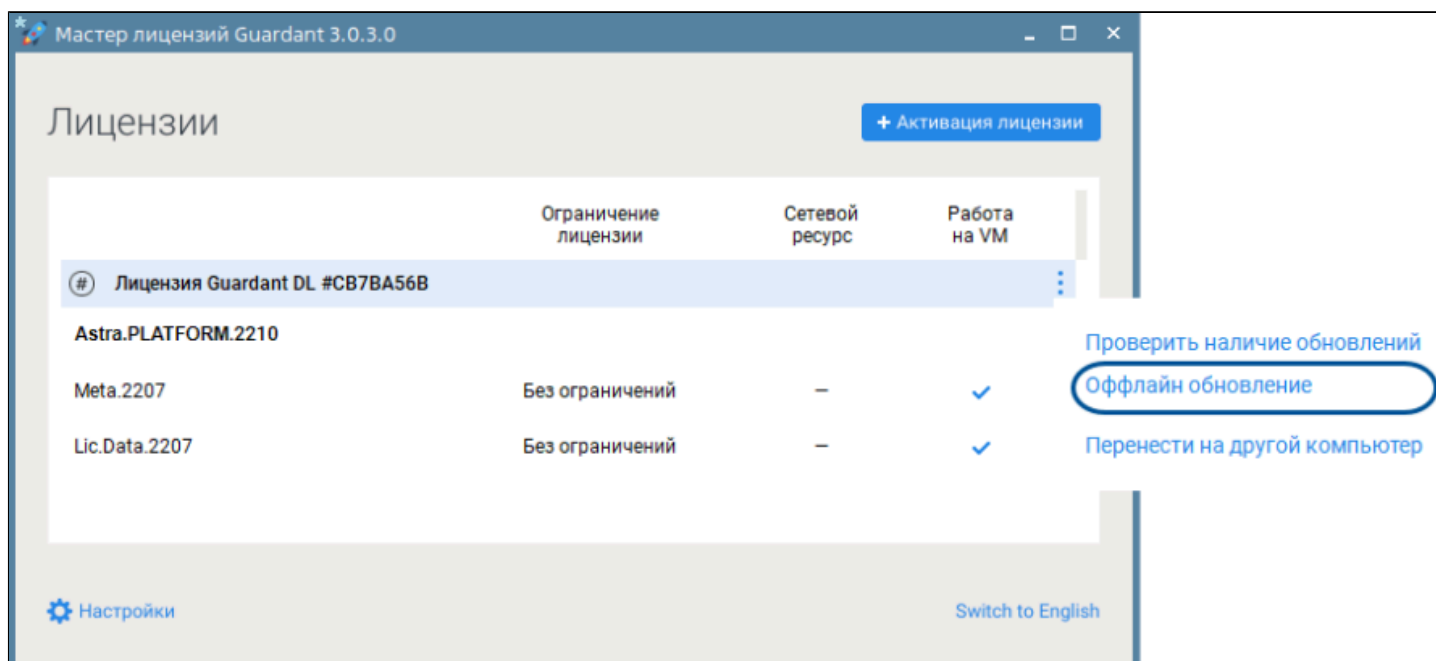 Мастер лицензий Guardant 3.0.3.0
Лицензии
+ Активация лицензии
Ограничение лицензии
Сетевой ресурс
Работа на VM
# Лицензия Guardant DL #CB7BA56B
Astra.PLATFORM.2210
Проверить наличие обновлений
Meta.2207 Без ограничений –
Оффлайн обновление
Lic.Data.2207 Без ограничений –
Перенести на другой компьютер
Настройки
Switch to English